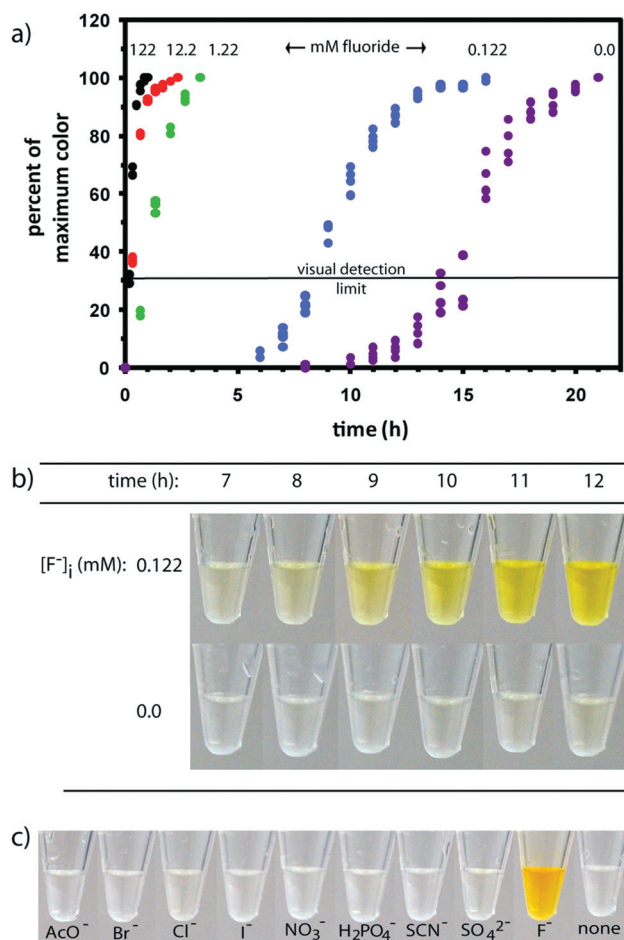 a)
120
100
80
60
40
20
0
percent of
maximum color
122 12.2 1.22 mM fluoride 0.122 0.0
visual detection
limit
0 5 10 15 20
time (h)
b) time (h): 7 8 9 10 11 12
[F⁻]ᵢ (mM): 0.122
0.0
c)
AcO⁻ Br⁻ Cl⁻ I⁻ NO₃⁻ H₂PO₄⁻ SCN⁻ SO₄²⁻ F⁻ none